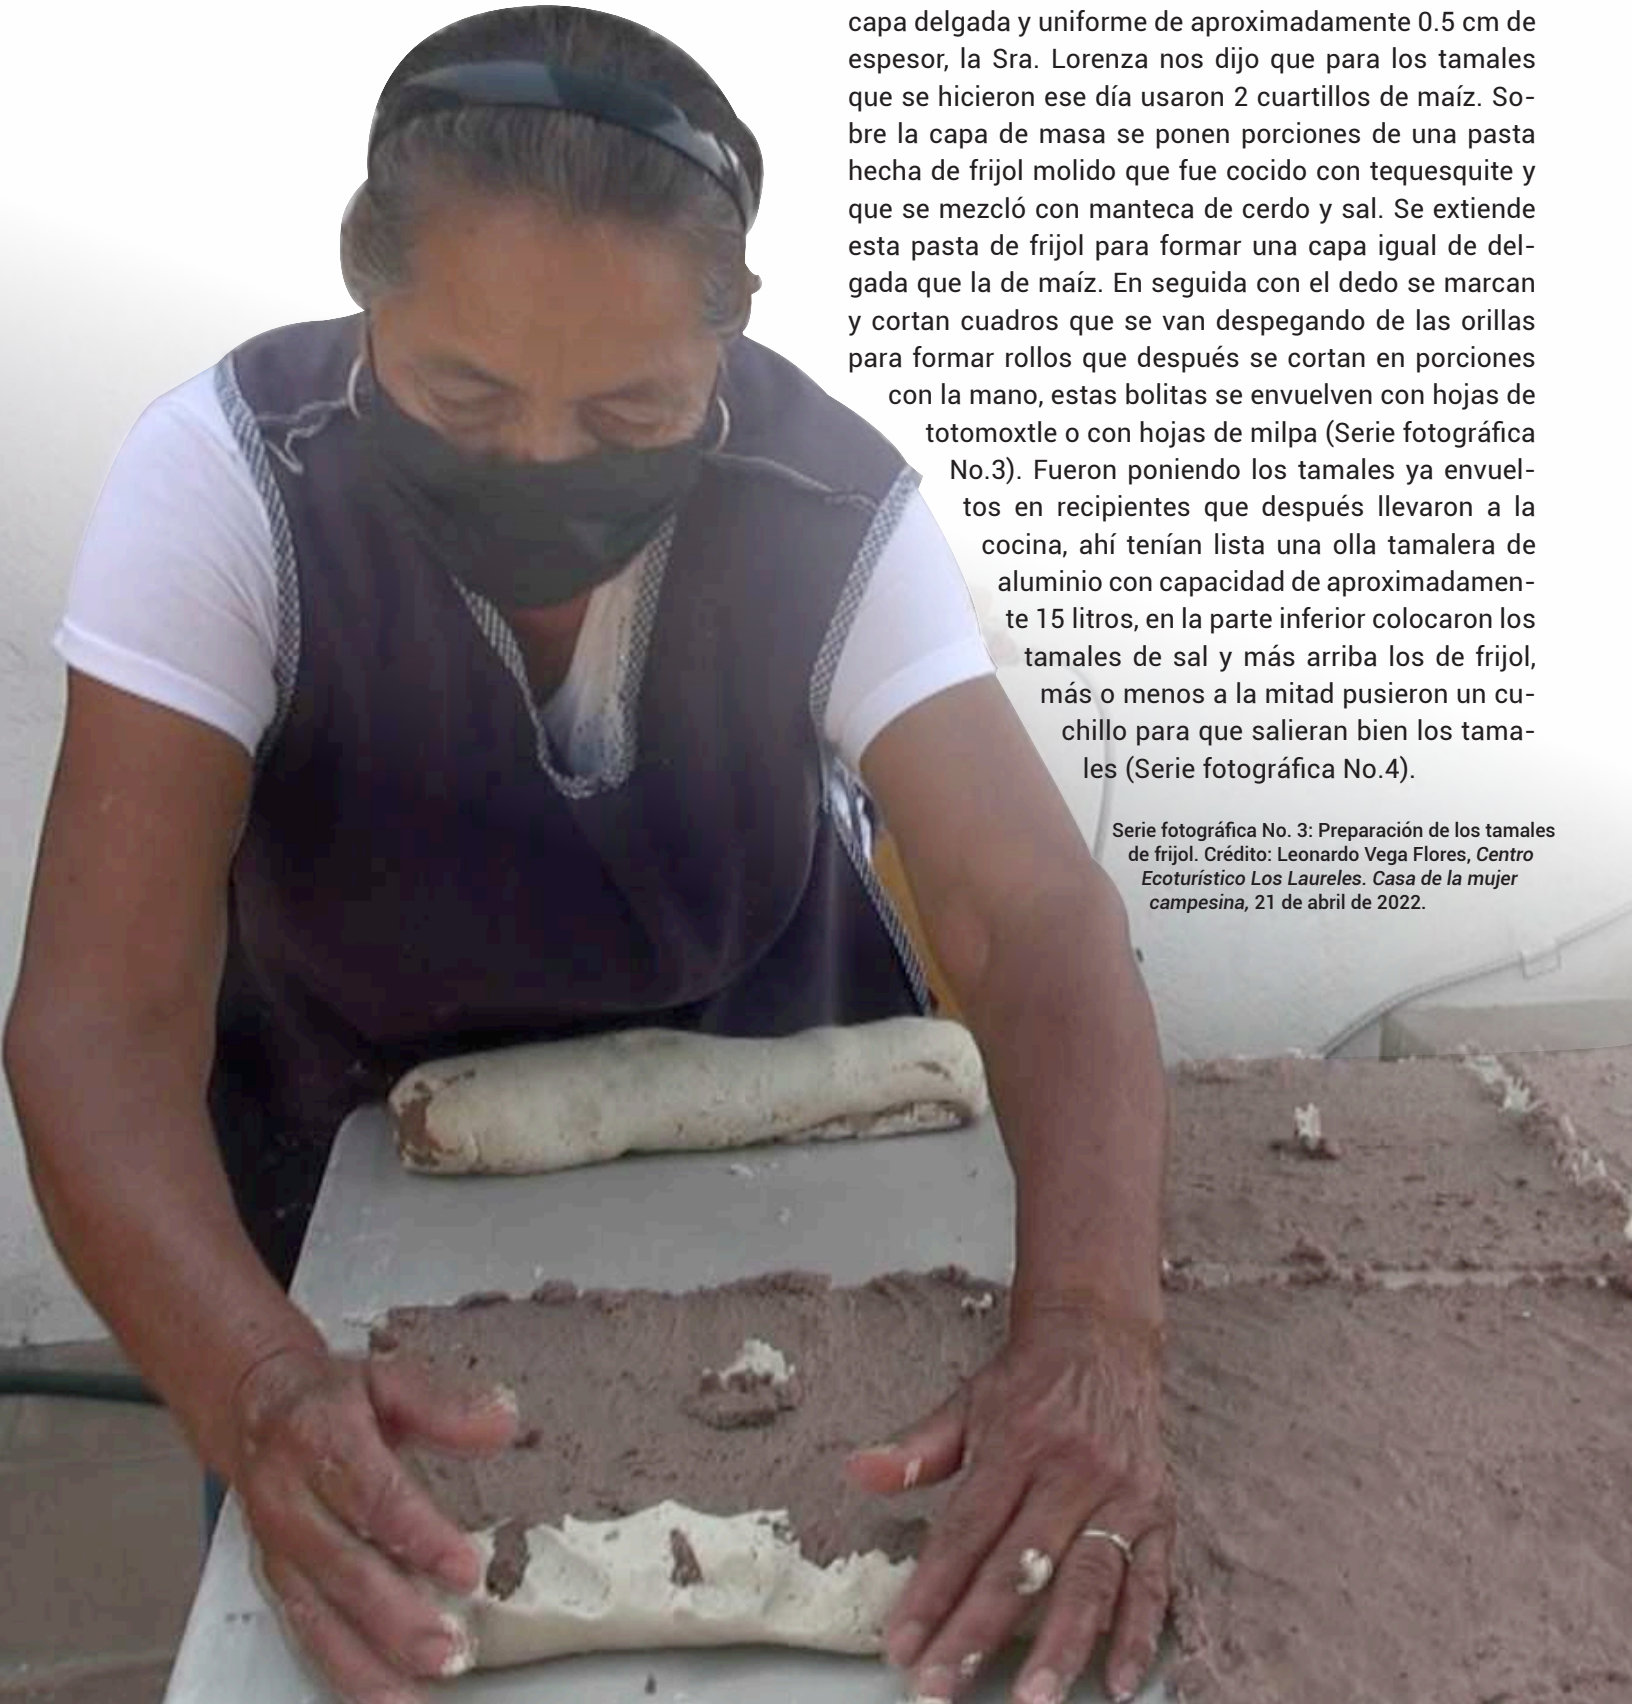 capa delgada y uniforme de aproximadamente 0.5 cm de
espesor, la Sra. Lorenza nos dijo que para los tamales
que se hicieron ese día usaron 2 cuartillos de maíz. So-
bre la capa de masa se ponen porciones de una pasta
hecha de frijol molido que fue cocido con tequesquite y
que se mezcló con manteca de cerdo y sal. Se extiende
esta pasta de frijol para formar una capa igual de del-
gada que la de maíz. En seguida con el dedo se marcan
y cortan cuadros que se van despegando de las orillas
para formar rollos que después se cortan en porciones
con la mano, estas bolitas se envuelven con hojas de
totomoxtle o con hojas de milpa (Serie fotográfica
No.3). Fueron poniendo los tamales ya envuel-
tos en recipientes que después llevaron a la
cocina, ahí tenían lista una olla tamalera de
aluminio con capacidad de aproximadamen-
te 15 litros, en la parte inferior colocaron los
tamales de sal y más arriba los de frijol,
más o menos a la mitad pusieron un cu-
chillo para que salieran bien los tama-
les (Serie fotográfica No.4).
Serie fotográfica No. 3: Preparación de los tamales
de frijol. Crédito: Leonardo Vega Flores, Centro
Ecoturístico Los Laureles. Casa de la mujer
campesina, 21 de abril de 2022.